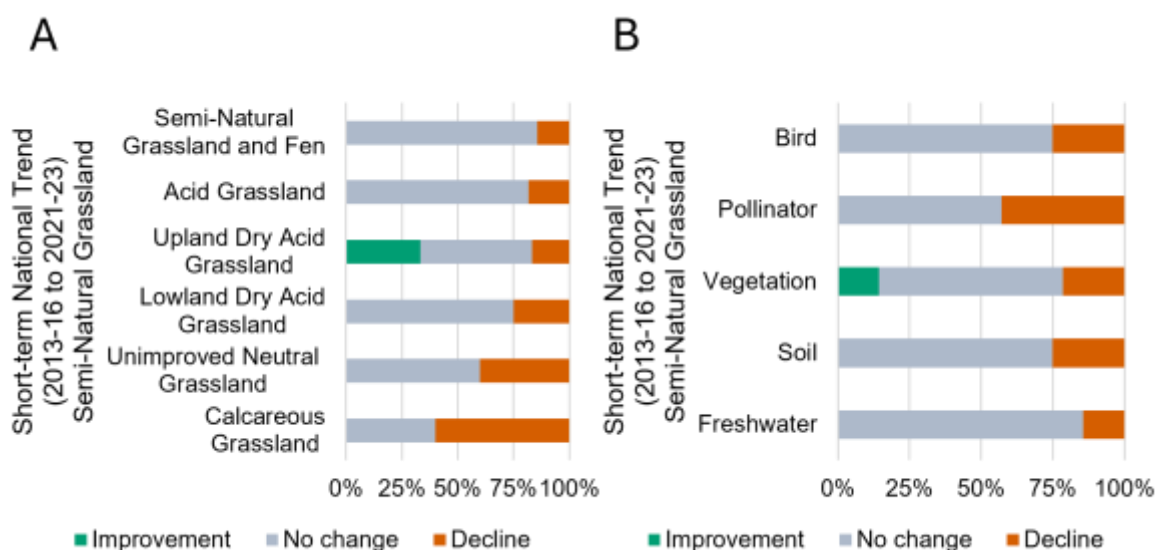 A
Short-term National Trend
(2013-16 to 2021-23)
Semi-Natural Grassland
Semi-Natural
Grassland and Fen
Acid Grassland
Upland Dry Acid
Grassland
Lowland Dry Acid
Grassland
Unimproved Neutral
Grassland
Calcareous
Grassland
0% 25% 50% 75% 100%
Improvement No change Decline
B
Short-term National Trend
(2013-16 to 2021-23)
Semi-Natural Grassland
Bird
Pollinator
Vegetation
Soil
Freshwater
0% 25% 50% 75% 100%
Improvement No change Decline